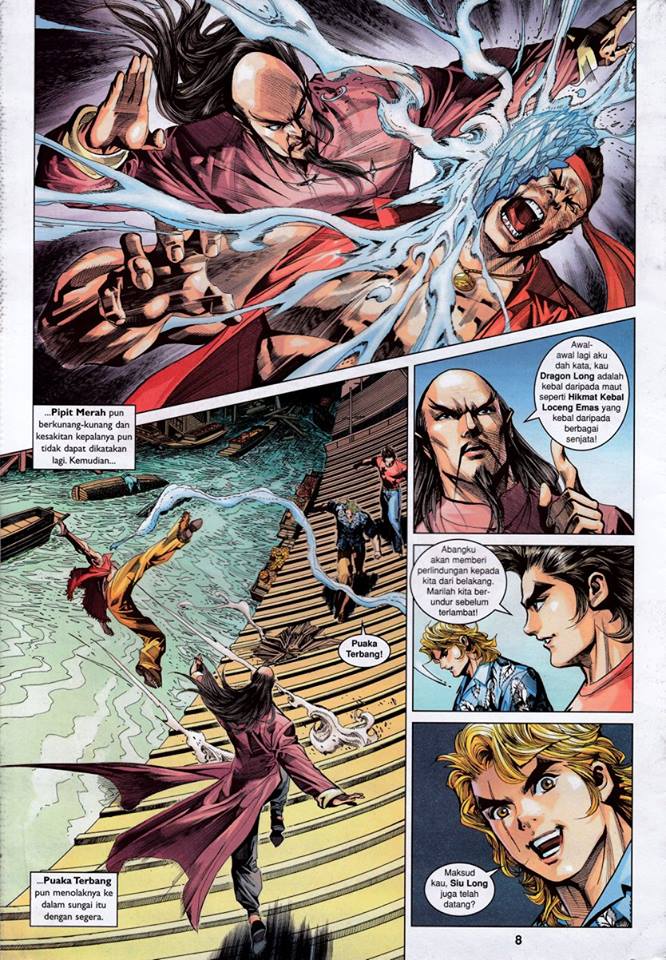 ...Pipit Merah pun
berkunang-kunang dan
kesakitan kepalanya pun
tidak dapat dikatakan
lagi. Kemudian...
Awal-
awal lagi aku
dah kata, kau
Dragon Long adalah
kebal daripada maut
seperti Hikmat Kebal
Loceng Emas yang
kebal daripada
berbagai
senjata!
Abangku
akan memberi
perlindungan kepada
kita dari belakang.
Marilah kita ber-
undur sebelum
terlambat!
Puaka
Terbang!
...Puaka Terbang
pun menolaknya ke
dalam sungai itu
dengan segera.
Maksud
kau, Siu Long
juga telah
datang?
8